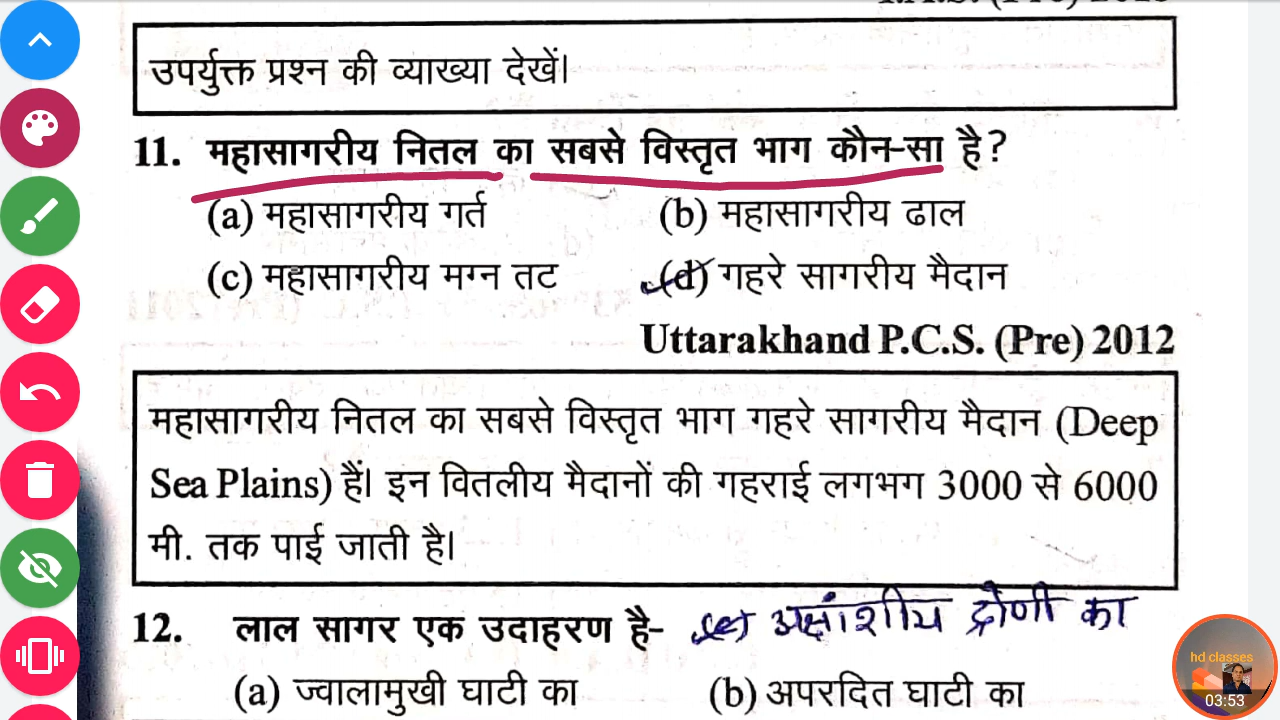 उपर्युक्त प्रश्न की व्याख्या देखें।
11. महासागरीय नितल का सबसे विस्तृत भाग कौन-सा है?
(a) महासागरीय गर्त (b) महासागरीय ढाल
(c) महासागरीय मग्न तट (d) गहरे सागरीय मैदान
Uttarakhand P.C.S. (Pre) 2012
महासागरीय नितल का सबसे विस्तृत भाग गहरे सागरीय मैदान (Deep
Sea Plains) हैं। इन वितलीय मैदानों की गहराई लगभग 3000 से 6000
मी. तक पाई जाती है।
12. लाल सागर एक उदाहरण है- अक्षांशीय द्रोणी का
(a) ज्वालामुखी घाटी का (b) अपरदित घाटी का
hd classes
03:53